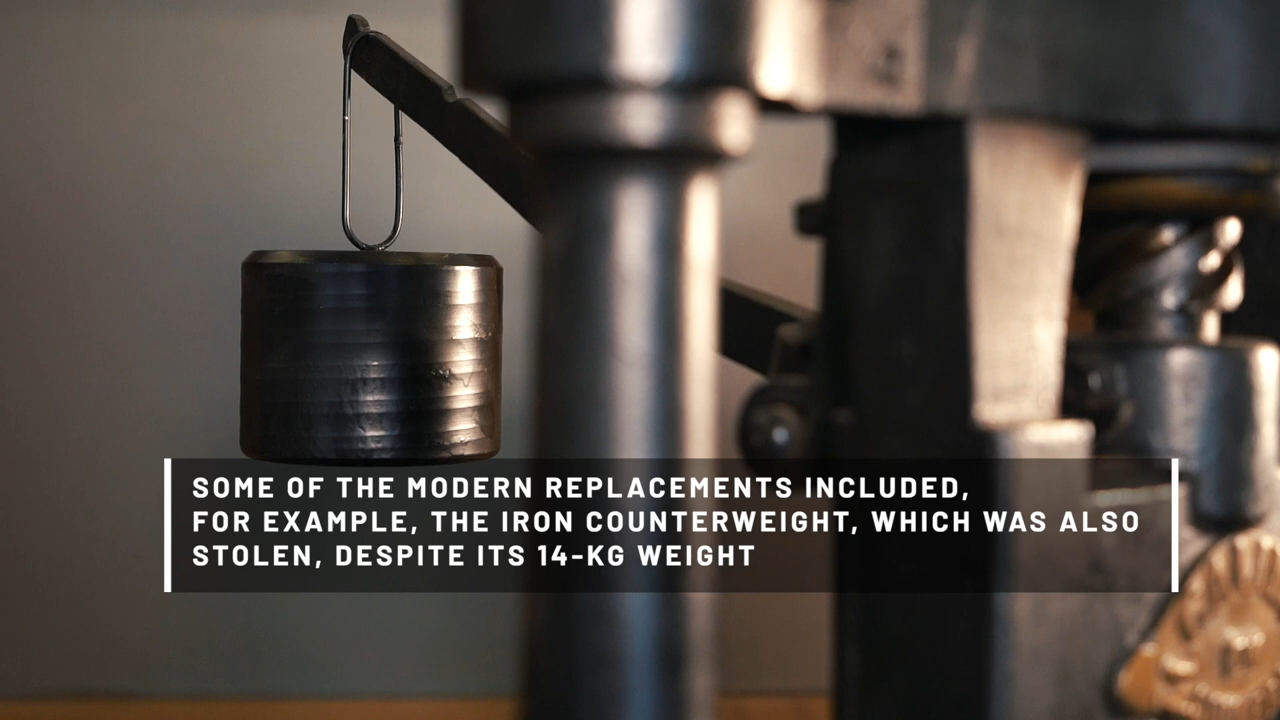 SOME OF THE MODERN REPLACEMENTS INCLUDED,
FOR EXAMPLE, THE IRON COUNTERWEIGHT, WHICH WAS ALSO
STOLEN, DESPITE ITS 14-KG WEIGHT